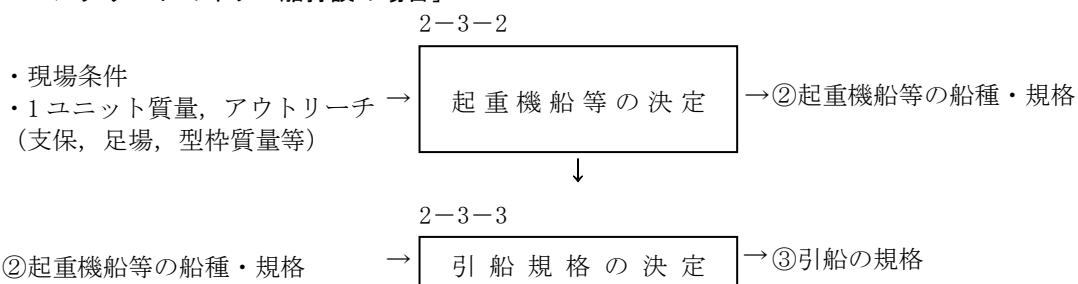 2-3-2
・現場条件
・1ユニット質量，アウトリーチ → 起重機船等の決定 →②起重機船等の船種・規格
（支保，足場，型枠質量等）
↓
2-3-3
②起重機船等の船種・規格 → 引船規格の決定 →③引船の規格